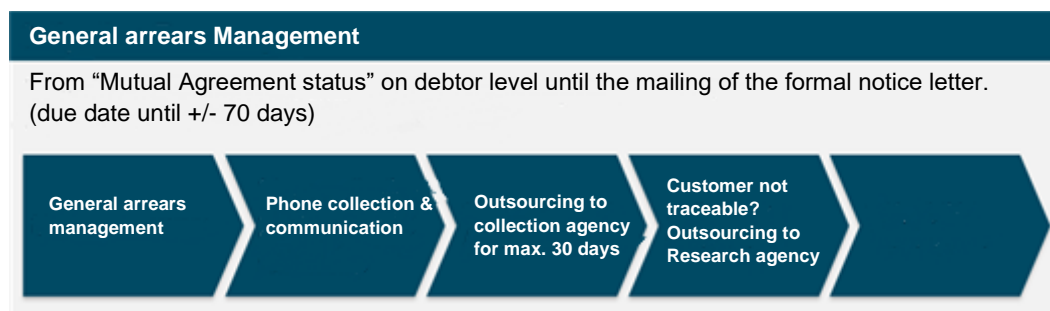 General arrears Management
From “Mutual Agreement status” on debtor level until the mailing of the formal notice letter.
(due date until +/- 70 days)
General arrears
management
Phone collection &
communication
Outsourcing to
collection agency
for max. 30 days
Customer not
traceable?
Outsourcing to
Research agency